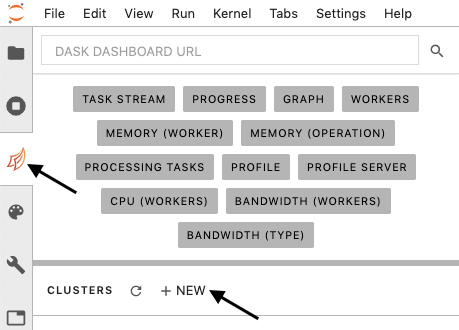 File Edit View Run Kernel Tabs Settings Help
DASK DASHBOARD URL
TASK STREAM PROGRESS GRAPH WORKERS
MEMORY (WORKER) MEMORY (OPERATION)
PROCESSING TASKS PROFILE PROFILE SERVER
CPU (WORKERS) BANDWIDTH (WORKERS)
BANDWIDTH (TYPE)
CLUSTERS + NEW